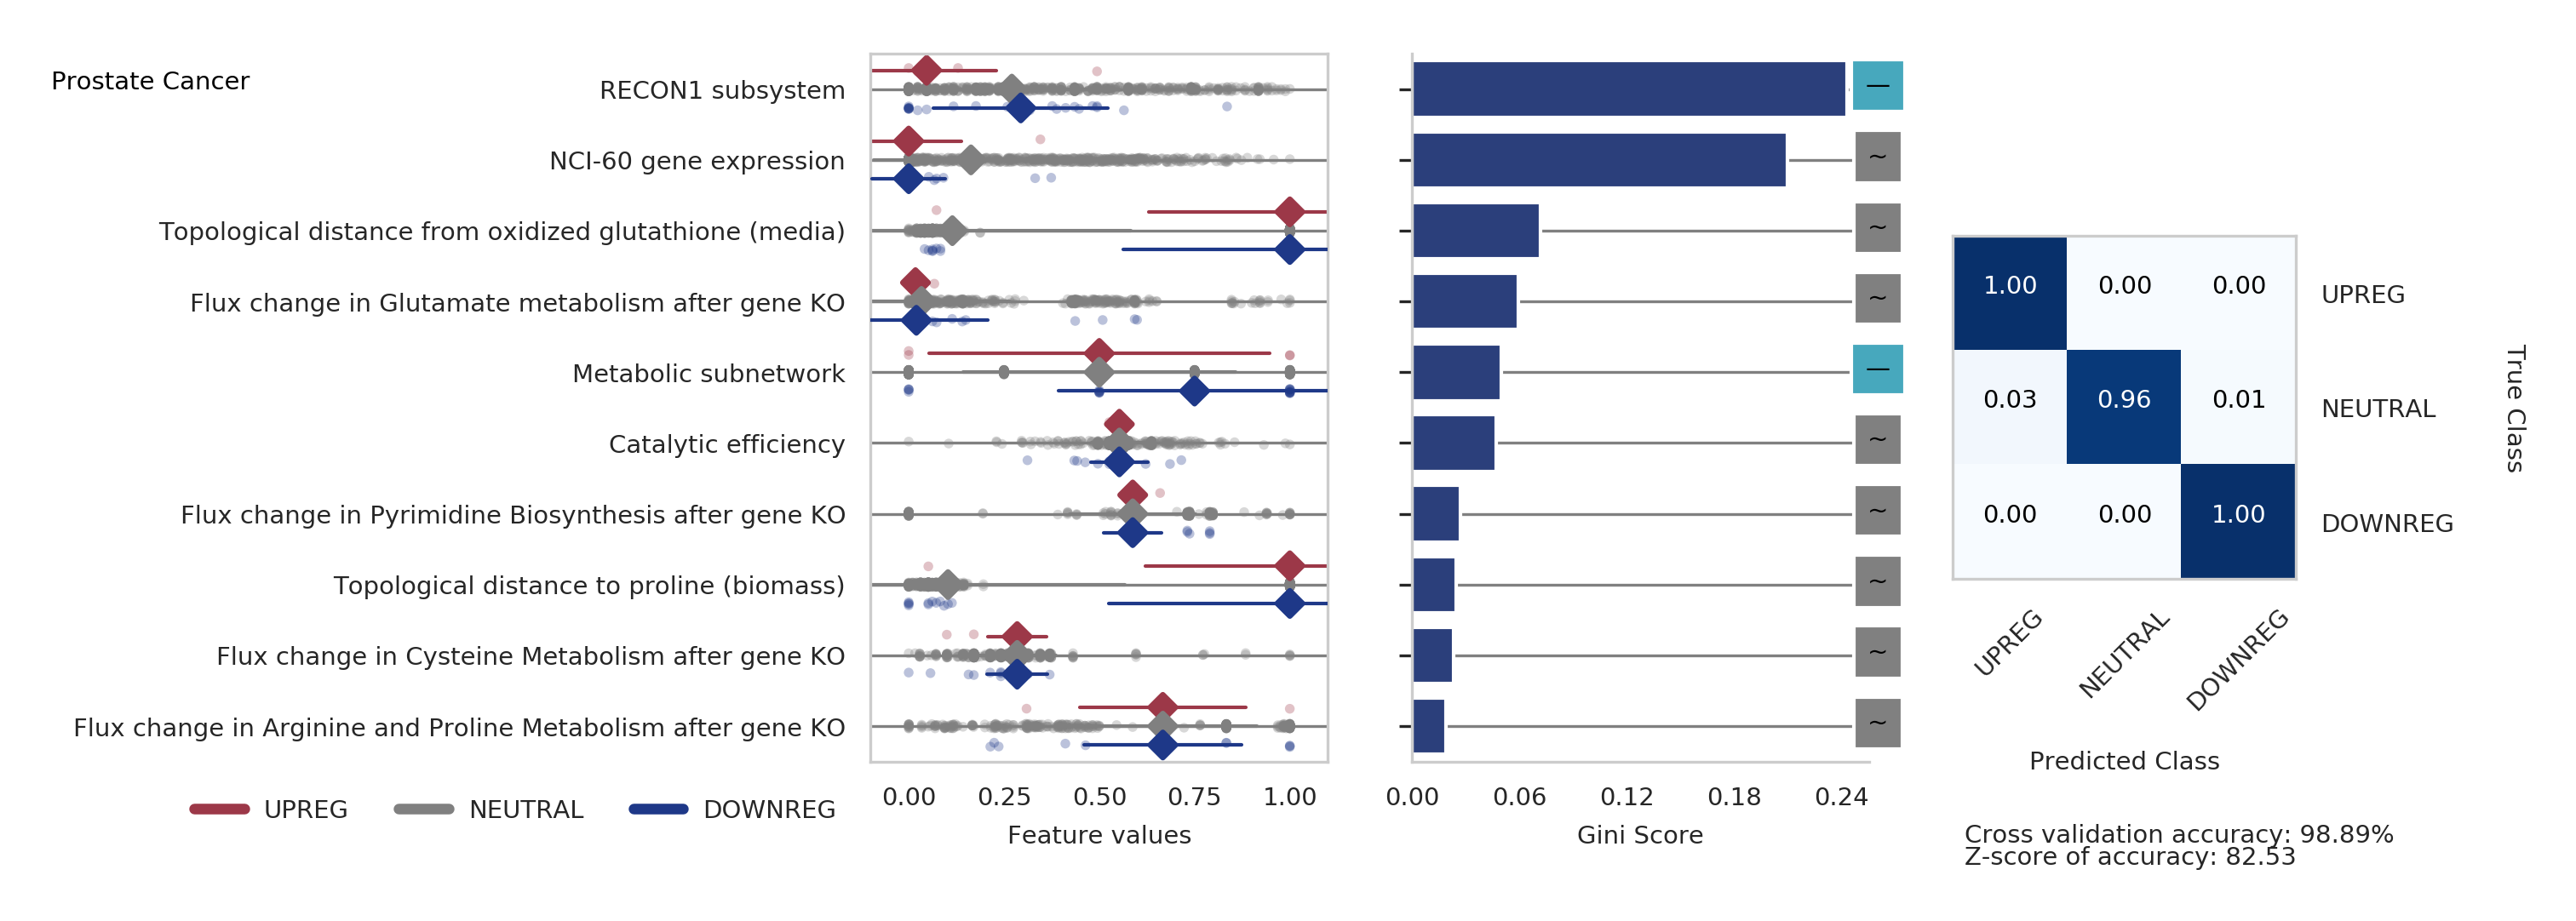 Prostate Cancer
RECON1 subsystem
NCI-60 gene expression
Topological distance from oxidized glutathione (media)
Flux change in Glutamate metabolism after gene KO
Metabolic subnetwork
Catalytic efficiency
Flux change in Pyrimidine Biosynthesis after gene KO
Topological distance to proline (biomass)
Flux change in Cysteine Metabolism after gene KO
Flux change in Arginine and Proline Metabolism after gene KO
UPREG NEUTRAL DOWNREG
0.00 0.25 0.50 0.75 1.00
Feature values
—
~
~
~
—
~
~
~
~
~
0.00 0.06 0.12 0.18 0.24
Gini Score
1.00 0.00 0.00 UPREG
0.03 0.96 0.01 NEUTRAL
0.00 0.00 1.00 DOWNREG
True Class
UPREG NEUTRAL DOWNREG
Predicted Class
Cross validation accuracy: 98.89%
Z-score of accuracy: 82.53